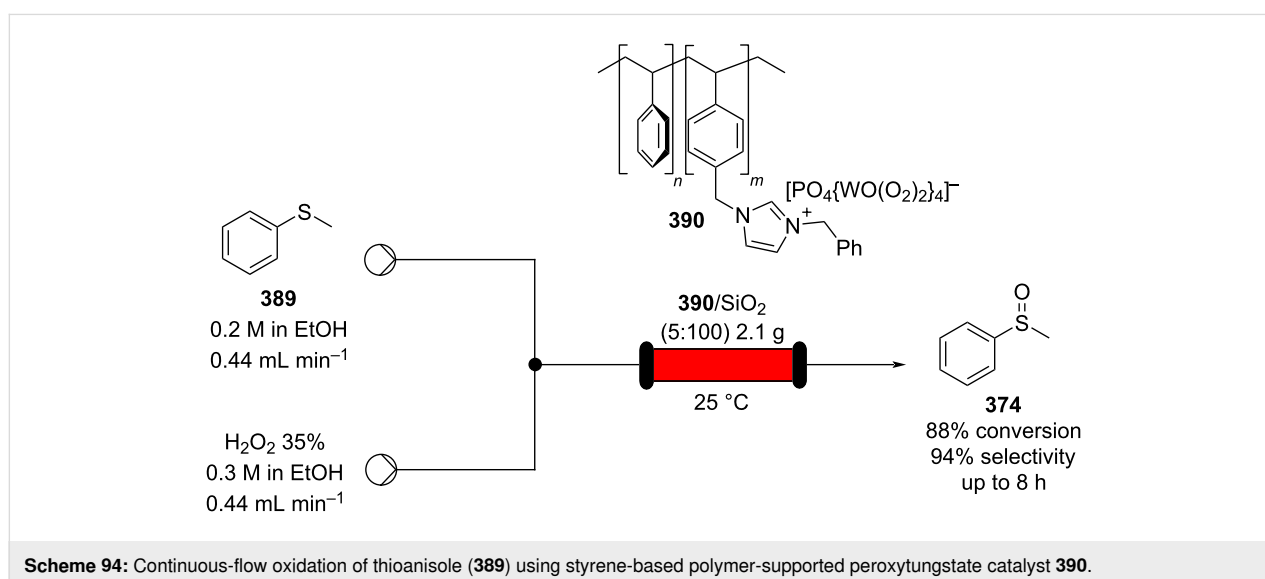 n
m
[PO₄{WO(O₂)₂}₄]⁻
390
N
+
N
Ph
S
389
0.2 M in EtOH
0.44 mL min⁻¹
390/SiO₂
(5:100) 2.1 g
25 °C
H₂O₂ 35%
0.3 M in EtOH
0.44 mL min⁻¹
O
S
374
88% conversion
94% selectivity
up to 8 h
Scheme 94: Continuous-flow oxidation of thioanisole (389) using styrene-based polymer-supported peroxytungstate catalyst 390.